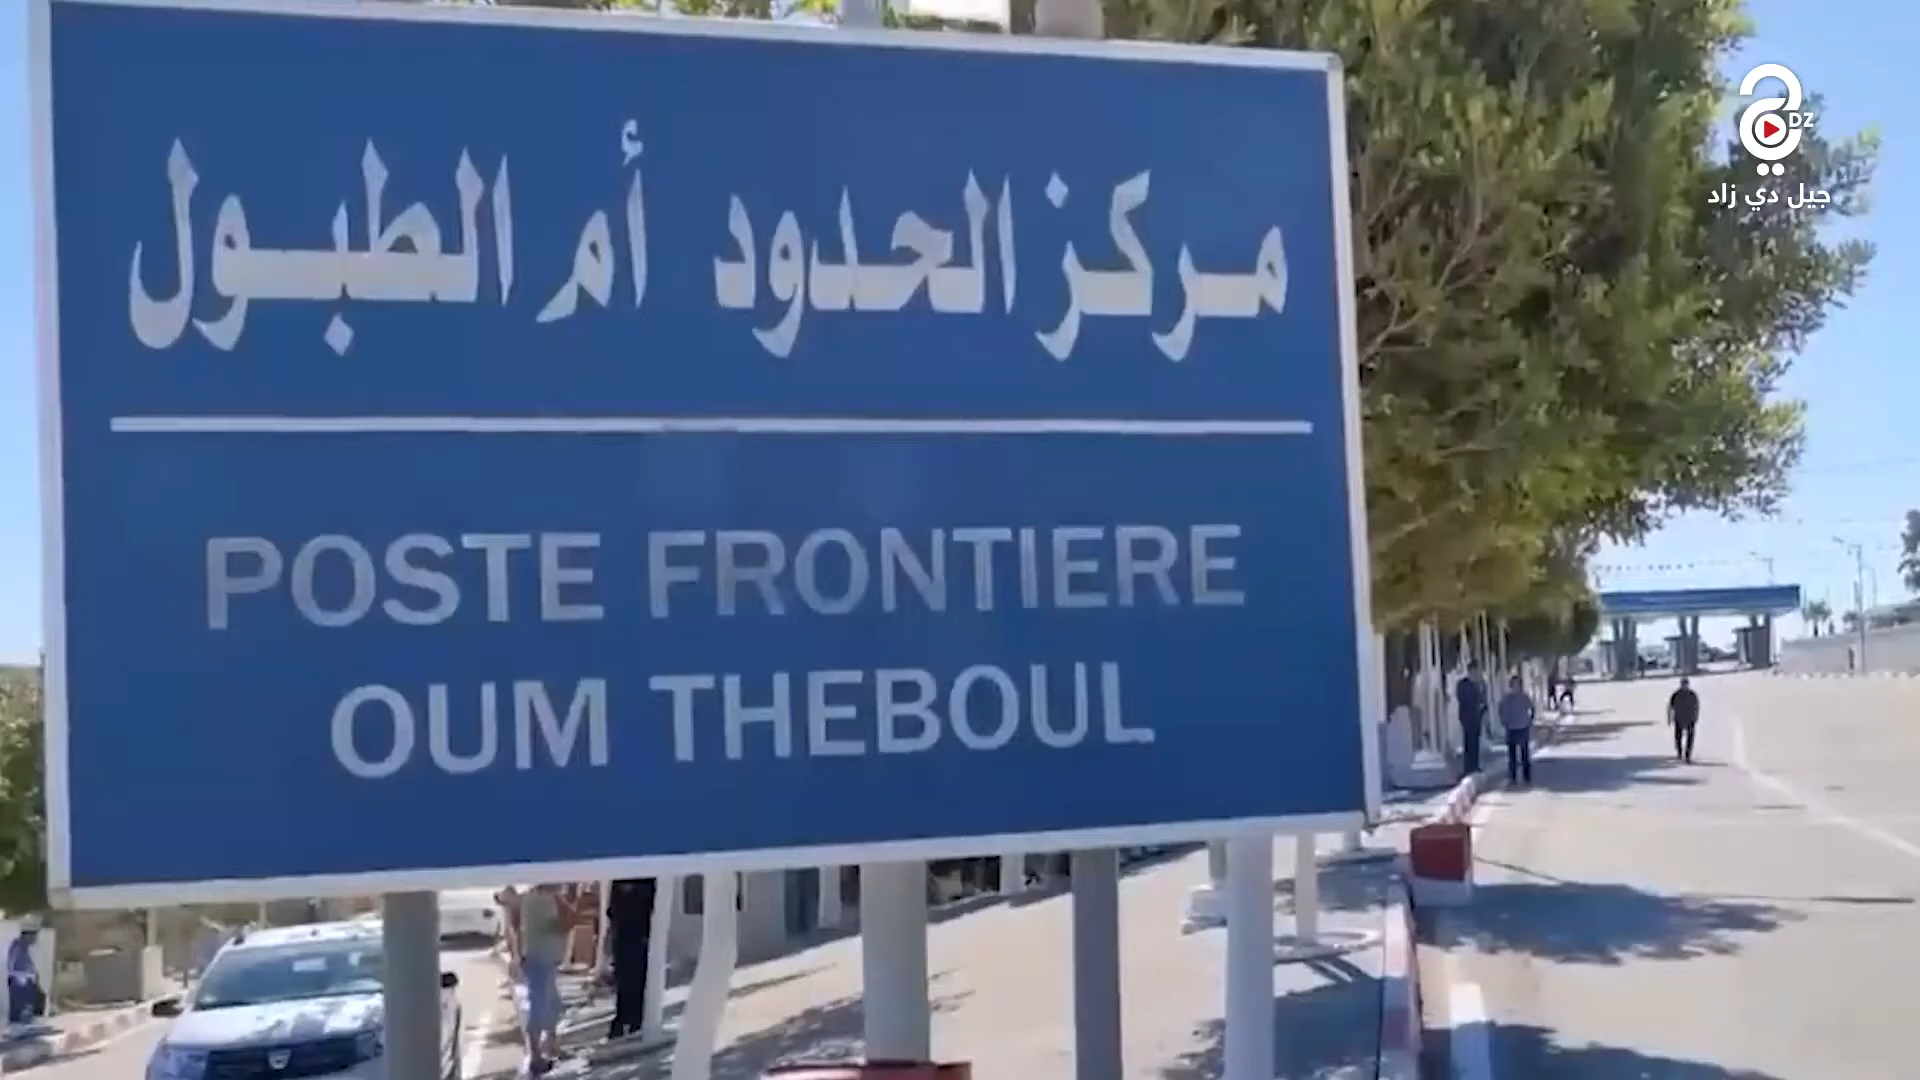 مركز الحدود أم الطبول
POSTE FRONTIERE
OUM THEBOUL
DZ
جيل دي زاد